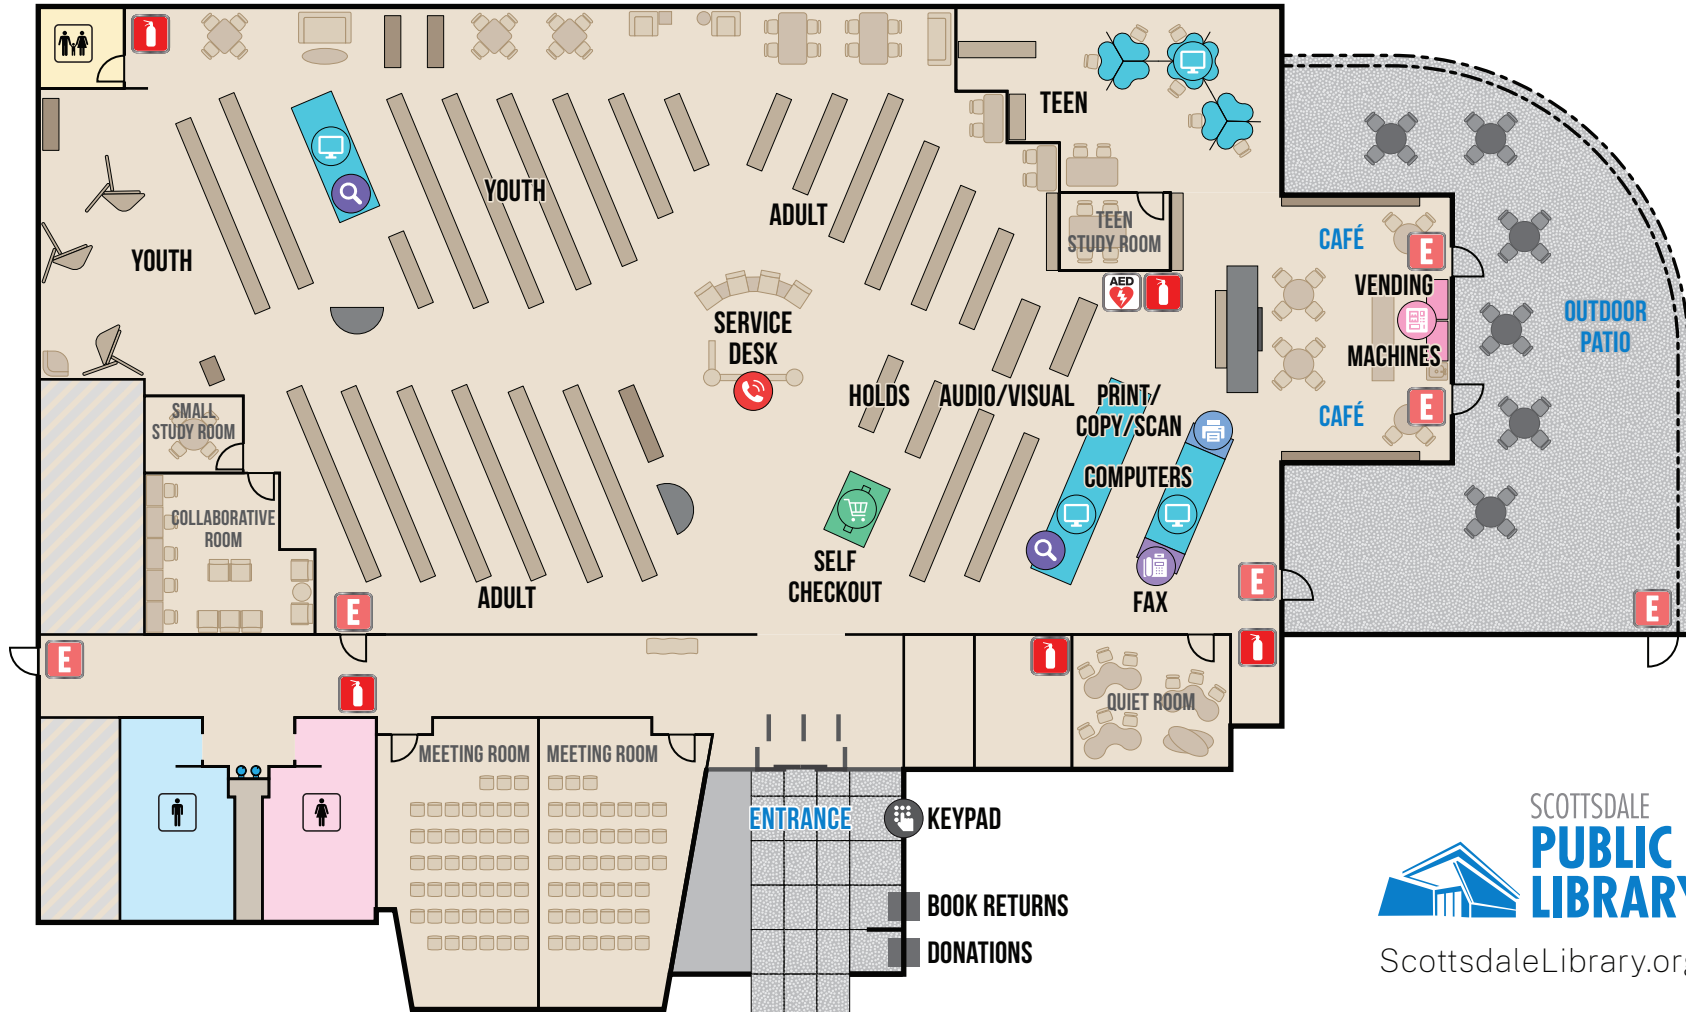 TEEN
YOUTH
ADULT
TEEN
STUDY ROOM
CAFÉ
E
YOUTH
AED
VENDING
MACHINES
OUTDOOR
PATIO
SERVICE
DESK
HOLDS
AUDIO/VISUAL
PRINT/
COPY/SCAN
CAFÉ
E
SMALL
STUDY ROOM
COMPUTERS
COLLABORATIVE
ROOM
SELF
CHECKOUT
ADULT
FAX
E
E
E
E
QUIET ROOM
MEETING ROOM
MEETING ROOM
ENTRANCE
KEYPAD
BOOK RETURNS
DONATIONS
SCOTTSDALE
PUBLIC
LIBRARY
ScottsdaleLibrary.org